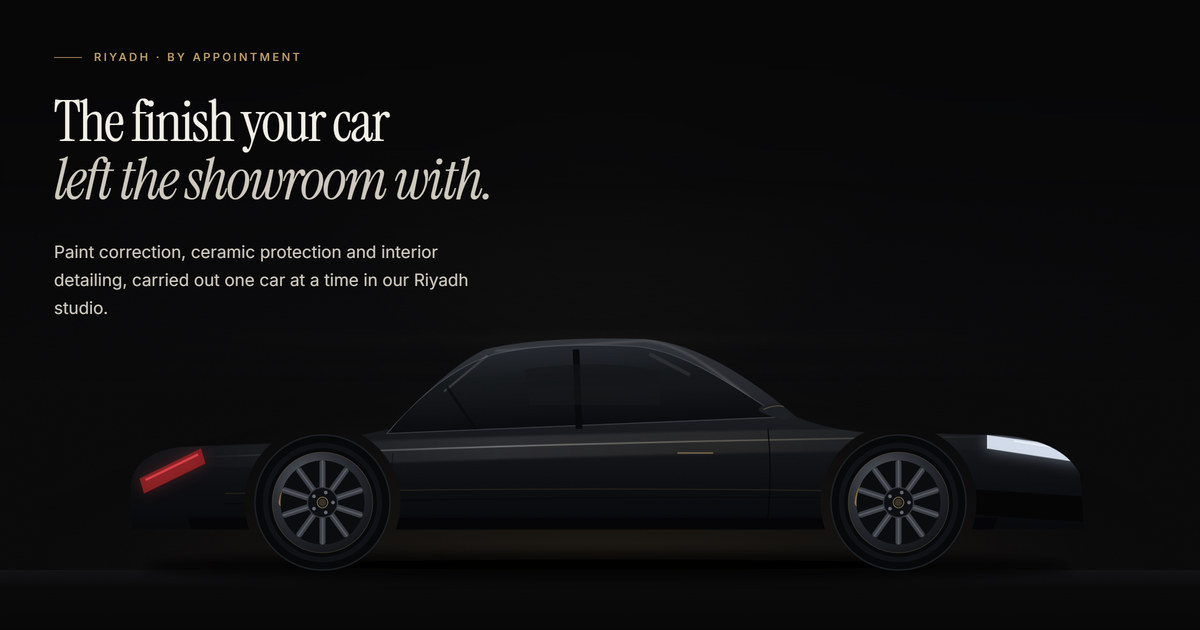 RIYADH · BY APPOINTMENT
The finish your car
left the showroom with.
Paint correction, ceramic protection and interior
detailing, carried out one car at a time in our Riyadh
studio.